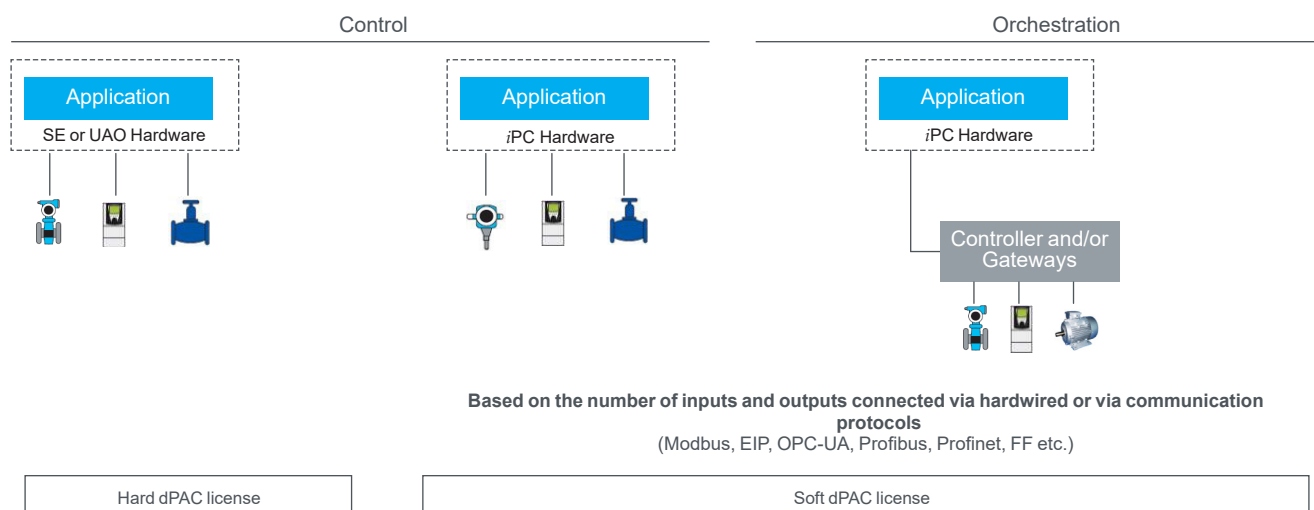 Control
Orchestration
Application
SE or UAO Hardware
Application
iPC Hardware
Application
iPC Hardware
Controller and/or
Gateways
Based on the number of inputs and outputs connected via hardwired or via communication
protocols
(Modbus, EIP, OPC-UA, Profibus, Profinet, FF etc.)
Hard dPAC license
Soft dPAC license